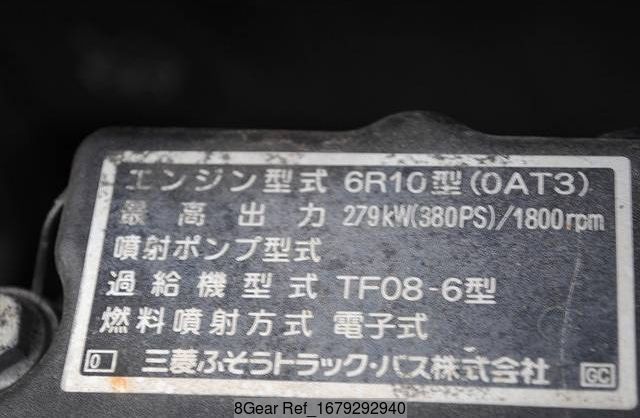 エンジン型式 6R10型(0AT3)
最高出力 279kW(380PS)/1800rpm
噴射ポンプ型式
過給機型式 TF08-6型
燃料噴射方式 電子式
0 三菱ふそうトラック・バス株式会社 GC
8Gear Ref_1679292940